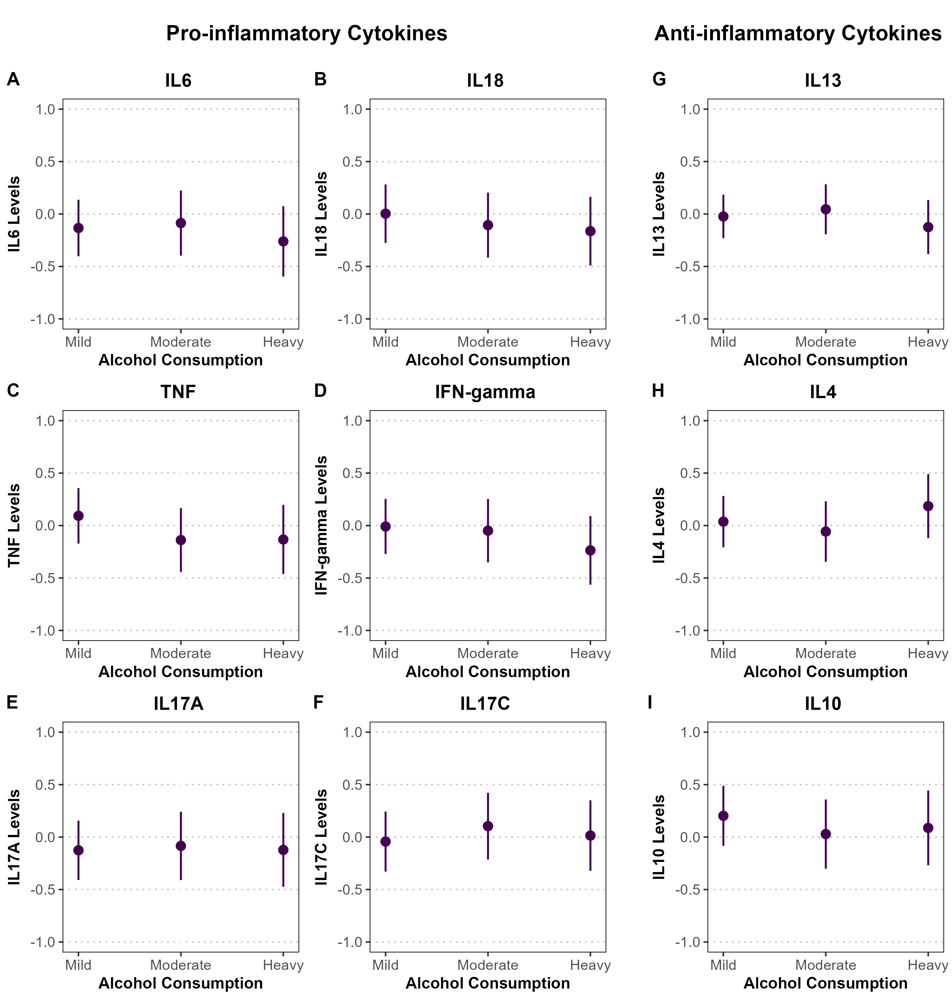 Pro-inflammatory Cytokines
Anti-inflammatory Cytokines
A
IL6
1.0
0.5
0.0
-0.5
-1.0
IL6 Levels
Mild Moderate Heavy
Alcohol Consumption
B
IL18
1.0
0.5
0.0
-0.5
-1.0
IL18 Levels
Mild Moderate Heavy
Alcohol Consumption
G
IL13
1.0
0.5
0.0
-0.5
-1.0
IL13 Levels
Mild Moderate Heavy
Alcohol Consumption
C
TNF
1.0
0.5
0.0
-0.5
-1.0
TNF Levels
Mild Moderate Heavy
Alcohol Consumption
D
IFN-gamma
1.0
0.5
0.0
-0.5
-1.0
IFN-gamma Levels
Mild Moderate Heavy
Alcohol Consumption
H
IL4
1.0
0.5
0.0
-0.5
-1.0
IL4 Levels
Mild Moderate Heavy
Alcohol Consumption
E
IL17A
1.0
0.5
0.0
-0.5
-1.0
IL17A Levels
Mild Moderate Heavy
Alcohol Consumption
F
IL17C
1.0
0.5
0.0
-0.5
-1.0
IL17C Levels
Mild Moderate Heavy
Alcohol Consumption
I
IL10
1.0
0.5
0.0
-0.5
-1.0
IL10 Levels
Mild Moderate Heavy
Alcohol Consumption